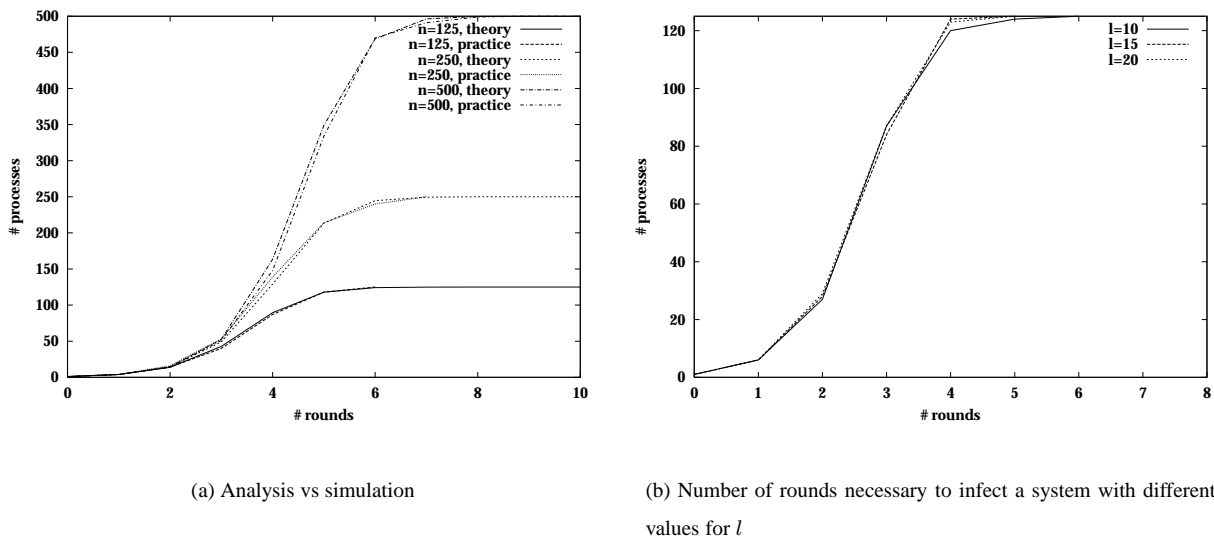 500
450
400
350
300
250
200
150
100
50
0
# processes
0 2 4 6 8 10
# rounds
n=125, theory
n=125, practice
n=250, theory
n=250, practice
n=500, theory
n=500, practice
(a) Analysis vs simulation
120
100
80
60
40
20
0
# processes
0 1 2 3 4 5 6 7 8
# rounds
l=10
l=15
l=20
(b) Number of rounds necessary to infect a system with different
values for l